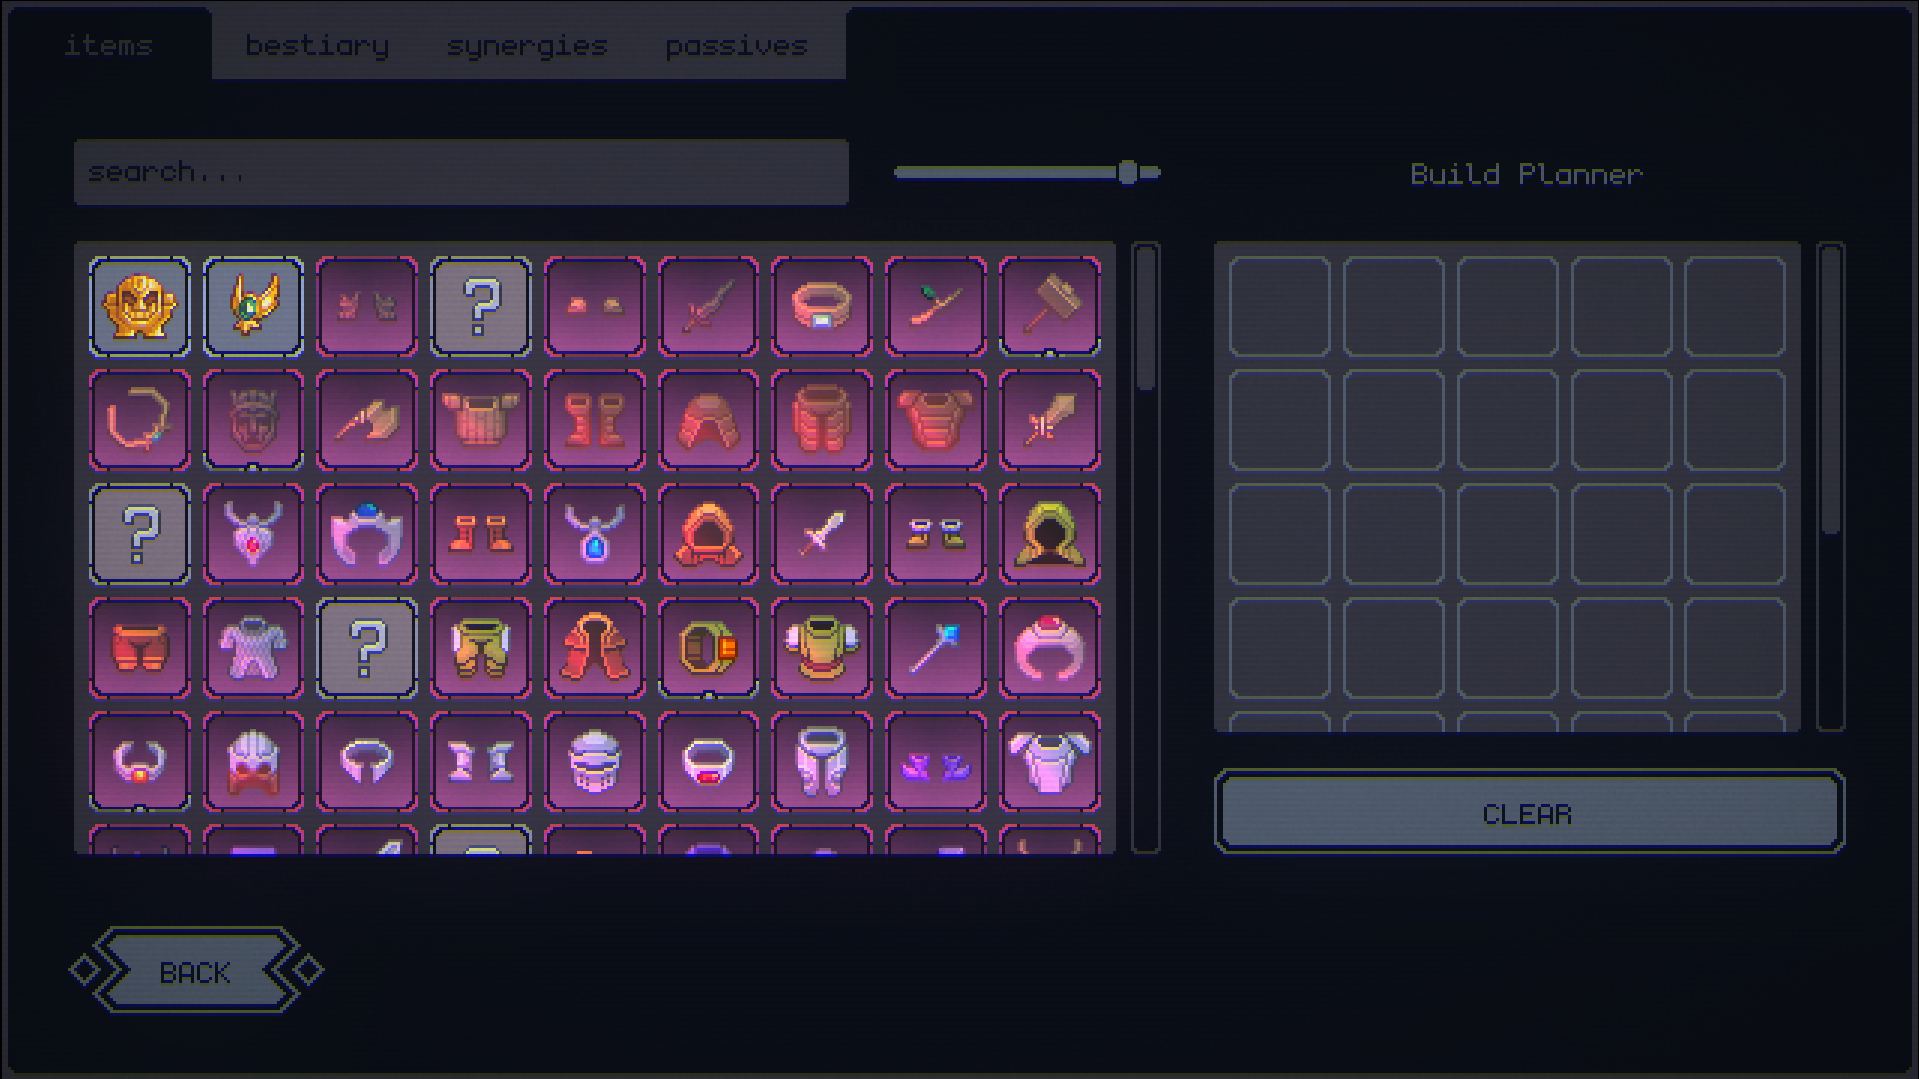 items bestiary synergies passives
search...
Build Planner
?
?
?
CLEAR
BACK